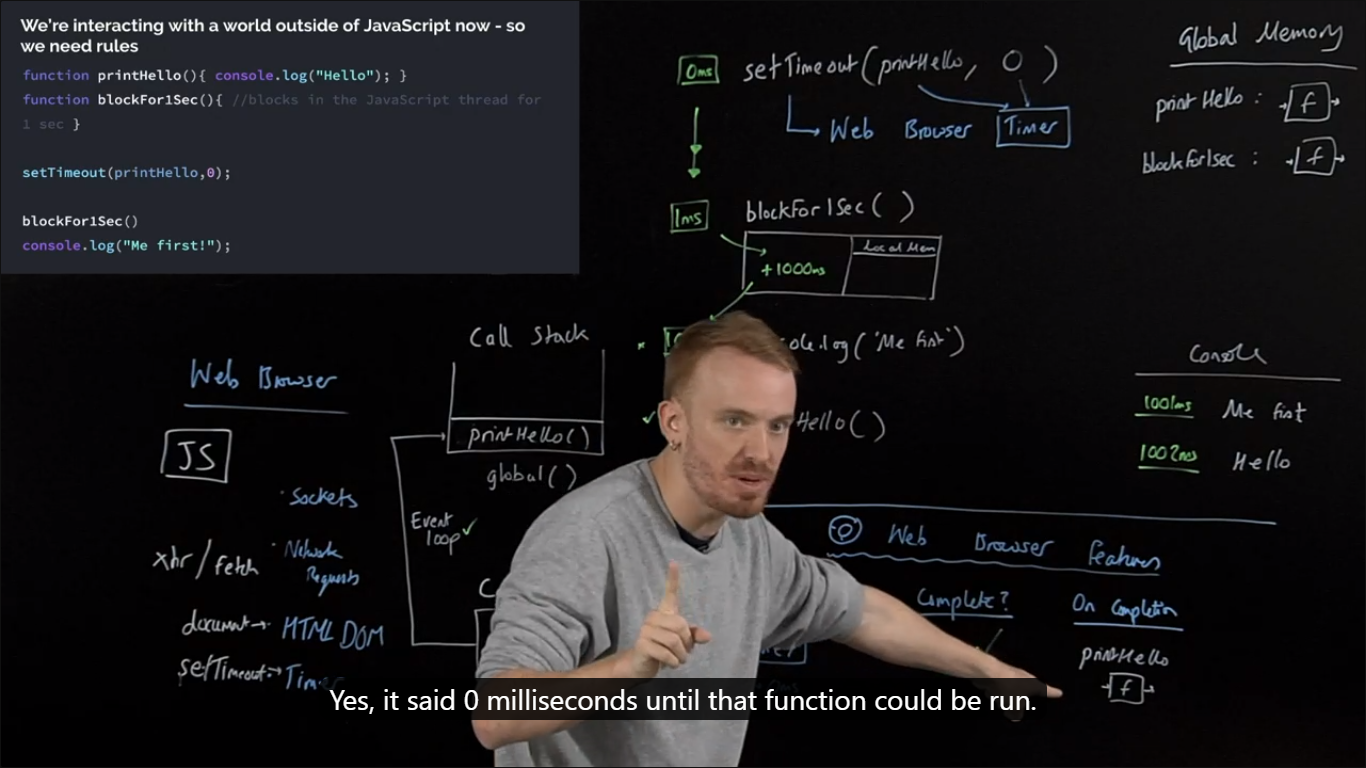 We're interacting with a world outside of JavaScript now - so
we need rules
function printHello(){ console.log("Hello"); }
function blockFor1Sec(){ //blocks in the JavaScript thread for
1 sec }
setTimeout(printHello,0);
blockFor1Sec()
console.log("Me first!");
0ms setTimeout(printHello, 0)
Web Browser Timer
1ms blockFor1Sec( )
+1000ms Local Mem
ole.log('Me first')
Hello( )
Global Memory
printHello : f
blockFor1sec : f
Console
1001ms Me first
1002ms Hello
Call Stack
printHello( )
global( )
Event
loop
Web Browser
JS
Sockets
xhr/fetch Network
Requests
document HTML DOM
setTimeout Timer
Web Browser Features
Complete? On Completion
printHello
f
Yes, it said 0 milliseconds until that function could be run.